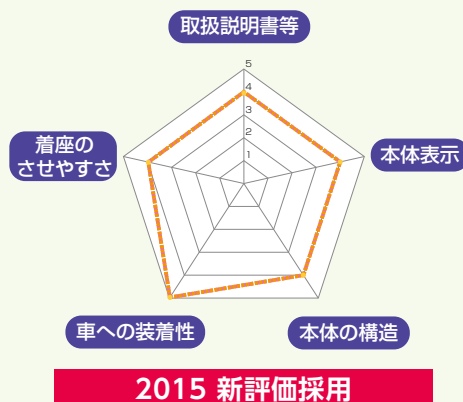 取扱説明書等
5
4
3
2
1
着座の
させやすさ
本体表示
車への装着性
本体の構造
2015 新評価採用